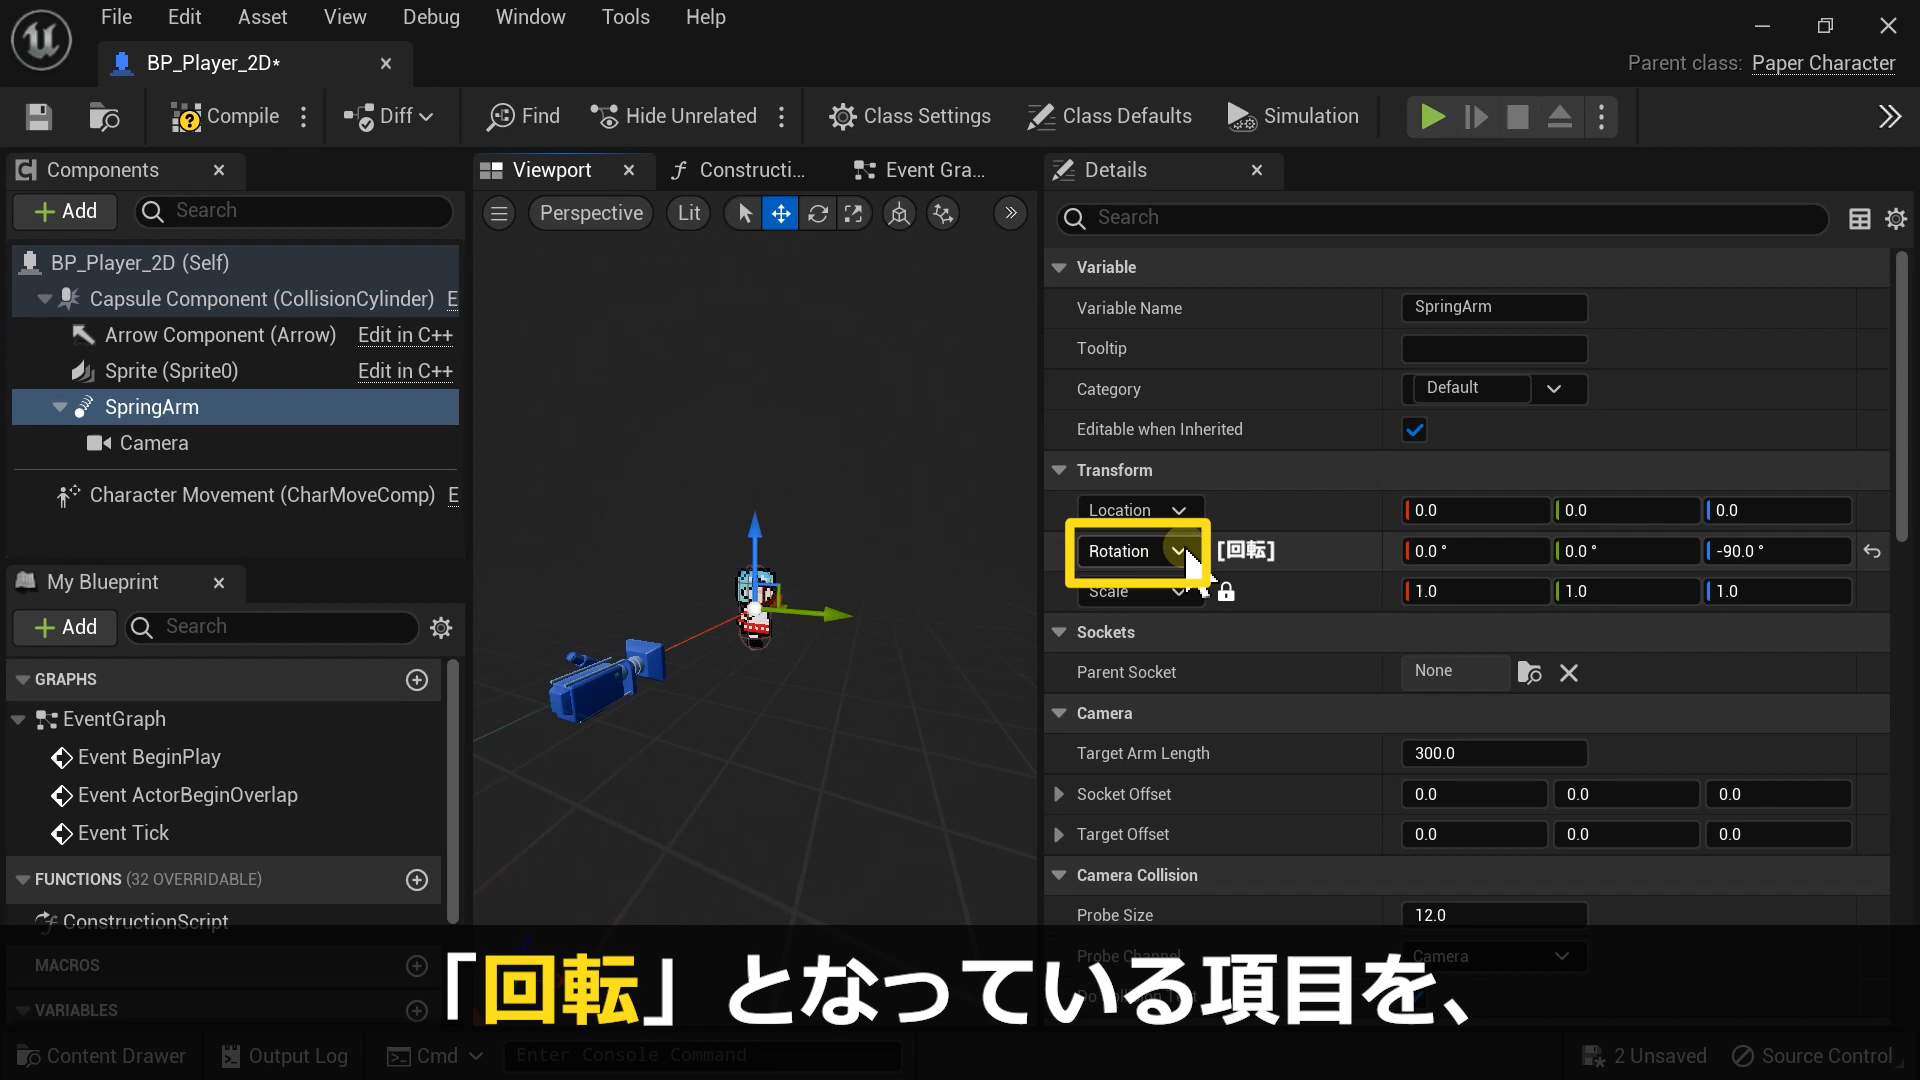 File Edit Asset View Debug Window Tools Help
BP_Player_2D*
Parent class: Paper Character
Compile Diff Find Hide Unrelated Class Settings Class Defaults Simulation
Components
Add Search
BP_Player_2D (Self)
Capsule Component (CollisionCylinder) E
Arrow Component (Arrow) Edit in C++
Sprite (Sprite0) Edit in C++
SpringArm
Camera
Character Movement (CharMoveComp) E
My Blueprint
Add Search
GRAPHS
EventGraph
Event BeginPlay
Event ActorBeginOverlap
Event Tick
FUNCTIONS (32 OVERRIDABLE)
ConstructionScript
MACROS
VARIABLES
Viewport Constructi... Event Gra...
Perspective Lit
Details
Search
Variable
Variable Name SpringArm
Tooltip
Category Default
Editable when Inherited
Transform
Location 0.0 0.0 0.0
Rotation [回転] 0.0 ° 0.0 ° -90.0 °
Scale 1.0 1.0 1.0
Sockets
Parent Socket None
Camera
Target Arm Length 300.0
Socket Offset 0.0 0.0 0.0
Target Offset 0.0 0.0 0.0
Camera Collision
Probe Size 12.0
Probe Channel Camera
「回転」となっている項目を、
Content Drawer Output Log Cmd Enter Console Command 2 Unsaved Source Control